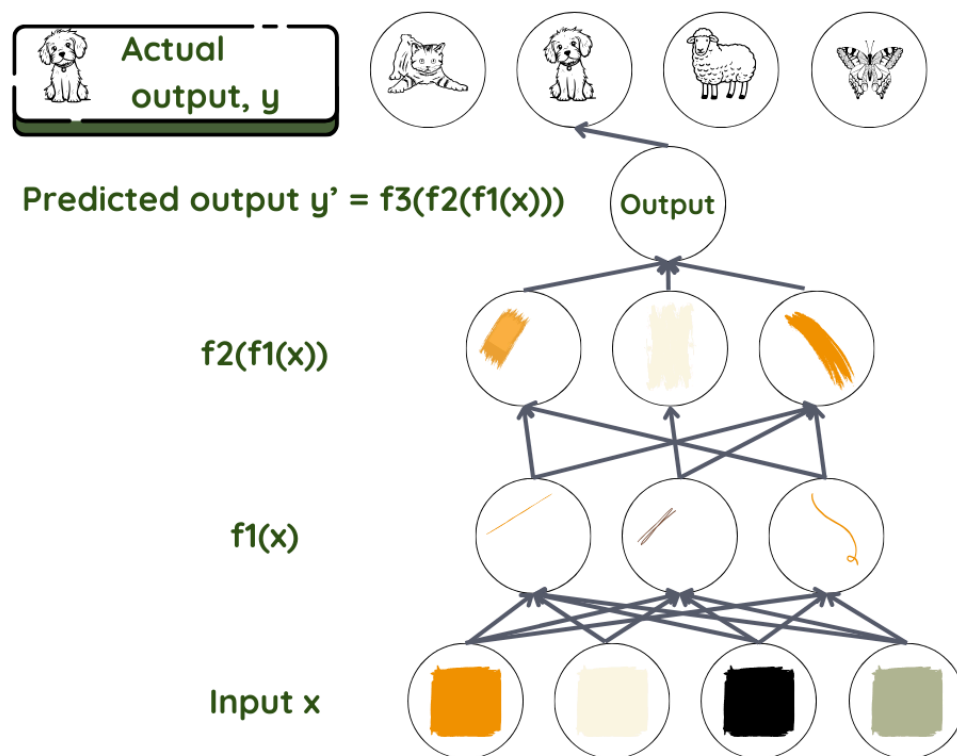 Actual
output, y
Predicted output y’ = f3(f2(f1(x)))
Output
f2(f1(x))
f1(x)
Input x